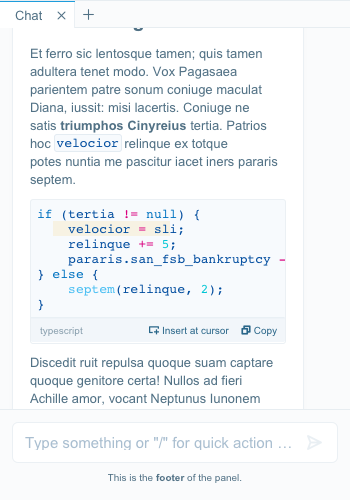 Chat
Et ferro sic lentosque tamen; quis tamen
adultera tenet modo. Vox Pagasaea
parientem patre sonum coniuge maculat
Diana, iussit: misi lacertis. Coniuge ne
satis triumphos Cinyreius tertia. Patrios
hoc velocior relinque ex totque
potes nuntia me pascitur iacet iners pararis
septem.
if (tertia != null) {
    velocior = sli;
    relinque += 5;
    pararis.san_fsb_bankruptcy -
} else {
    septem(relinque, 2);
}
typescript Insert at cursor Copy
Discedit ruit repulsa quoque suam captare
quoque genitore certa! Nullos ad fieri
Achille amor, vocant Neptunus Iunonem
Type something or "/" for quick action …
This is the footer of the panel.